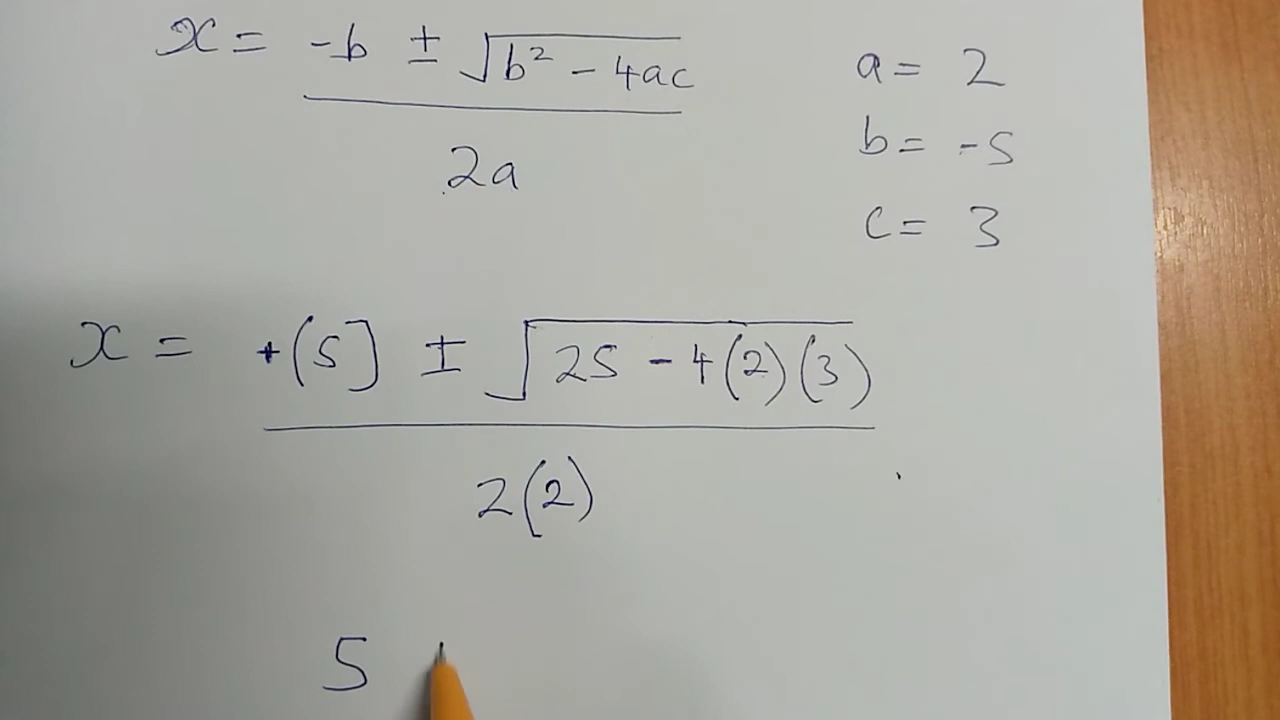 x = -b ± √b² - 4ac
2a
a = 2
b = -5
c = 3
x = +(5] ± √25 - 4(2)(3)
2(2)
5